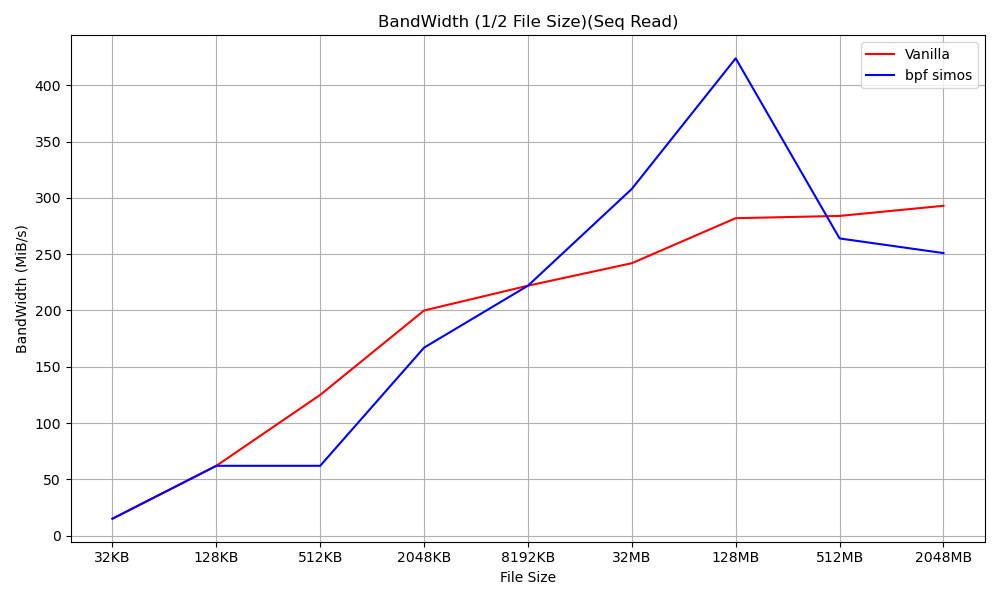 BandWidth (1/2 File Size)(Seq Read)
Vanilla
bpf simos
BandWidth (MiB/s)
400
350
300
250
200
150
100
50
0
32KB 128KB 512KB 2048KB 8192KB 32MB 128MB 512MB 2048MB
File Size